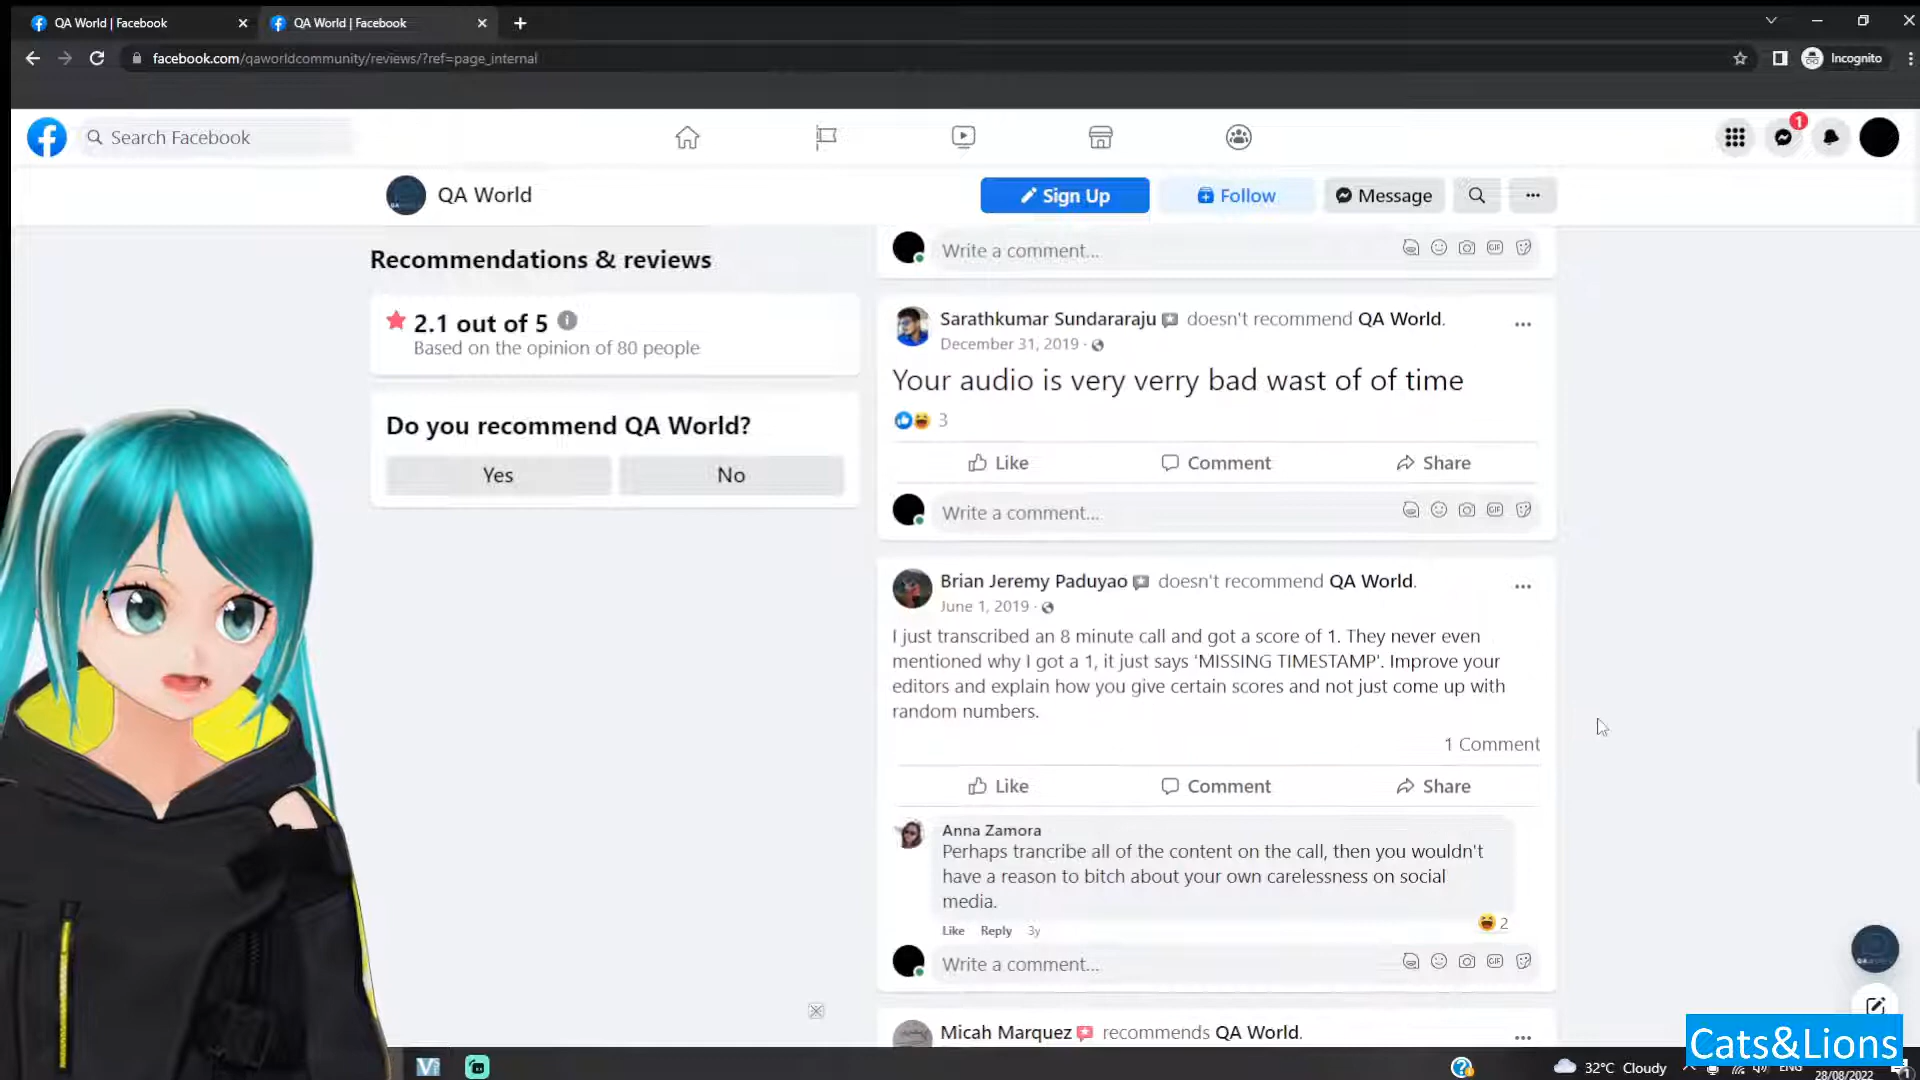 QA World | Facebook
QA World | Facebook
facebook.com/qaworldcommunity/reviews/?ref=page_internal
Incognito
Search Facebook
1
QA World
Sign Up
Follow
Message
Recommendations & reviews
2.1 out of 5
Based on the opinion of 80 people
Do you recommend QA World?
Yes
No
Write a comment...
GIF
Sarathkumar Sundararaju doesn't recommend QA World.
December 31, 2019 ·
Your audio is very verry bad wast of of time
3
Like
Comment
Share
Write a comment...
GIF
Brian Jeremy Paduyao doesn't recommend QA World.
June 1, 2019 ·
I just transcribed an 8 minute call and got a score of 1. They never even
mentioned why I got a 1, it just says 'MISSING TIMESTAMP'. Improve your
editors and explain how you give certain scores and not just come up with
random numbers.
1 Comment
Like
Comment
Share
Anna Zamora
Perhaps trancribe all of the content on the call, then you wouldn't
have a reason to bitch about your own carelessness on social
media.
Like Reply 3y
2
Write a comment...
GIF
Micah Marquez recommends QA World.
Cats&Lions
32°C Cloudy
ENG
28/08/2022